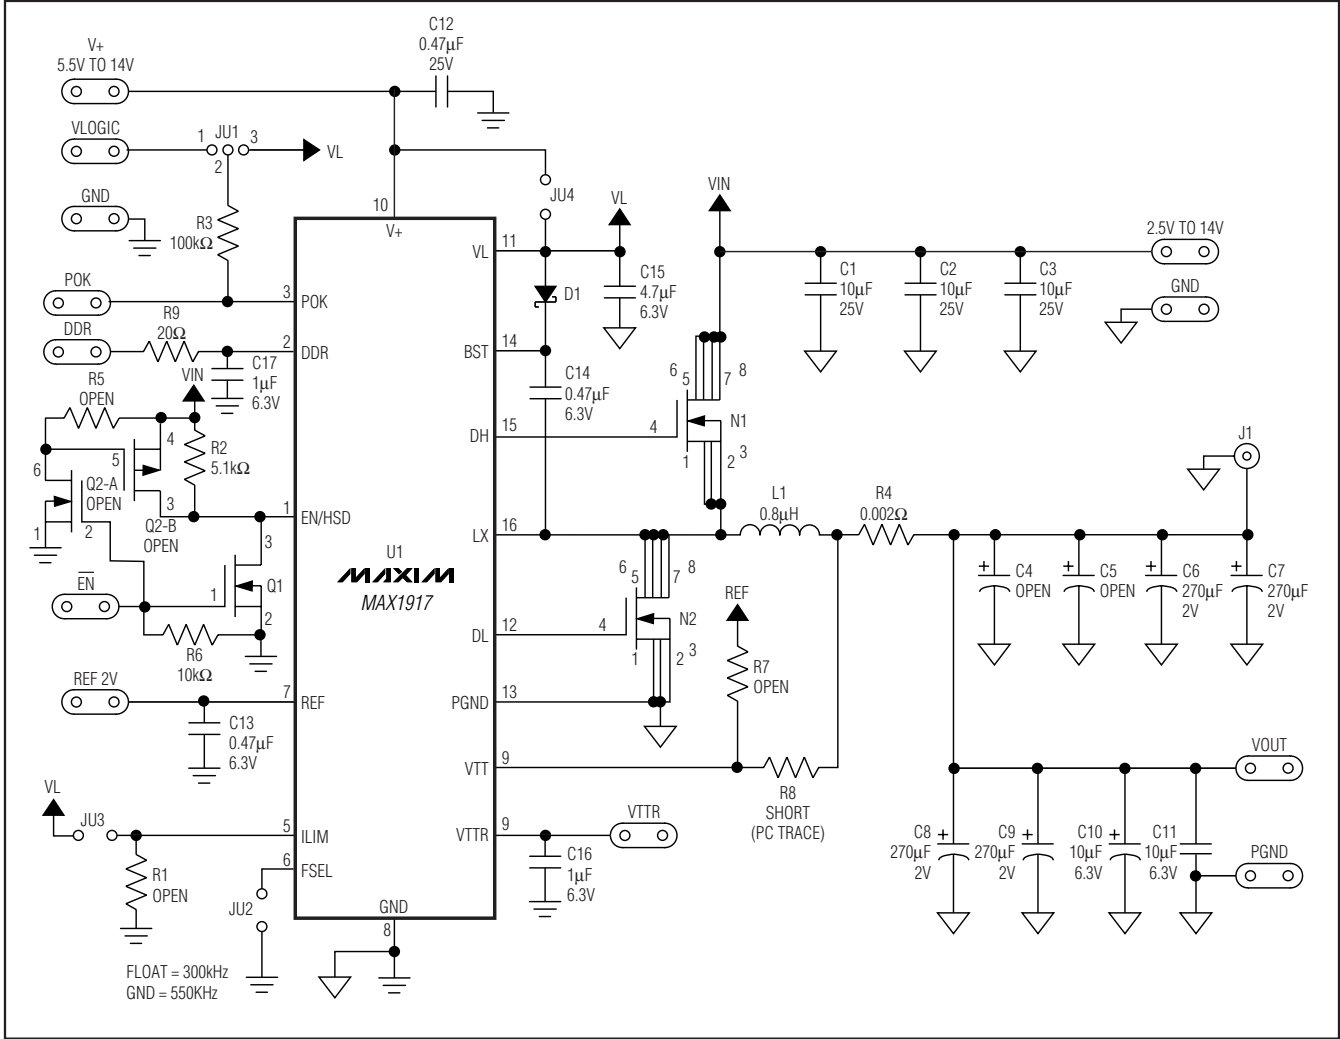 V+
5.5V TO 14V
C12
0.47µF
25V
VLOGIC
1 JU1 3
2
VL
GND
R3
100kΩ
10
V+
JU4
VL
VIN
POK
3
POK
VL
11
D1
C15
4.7µF
6.3V
C1
10µF
25V
C2
10µF
25V
C3
10µF
25V
2.5V TO 14V
GND
DDR
R9
20Ω
2
DDR
C17
1µF
6.3V
BST
14
C14
0.47µF
6.3V
R5
OPEN
VIN
4
R2
5.1kΩ
5
6
Q2-A
OPEN
3
1
2
Q2-B
OPEN
DH
15
4
6
5
7
8
N1
1
2
3
J1
1
EN/HSD
3
LX
16
L1
0.8µH
R4
0.002Ω
EN
1
Q1
2
R6
10kΩ
U1
MAXIM
MAX1917
6
5
7
8
N2
DL
12
4
1
2
3
REF
R7
OPEN
C4
OPEN
C5
OPEN
C6
270µF
2V
C7
270µF
2V
+
+
+
+
REF 2V
7
REF
C13
0.47µF
6.3V
PGND
13
VTT
9
R8
SHORT
(PC TRACE)
VOUT
VL
JU3
5
ILIM
R1
OPEN
6
FSEL
JU2
VTTR
9
C16
1µF
6.3V
VTTR
C8
270µF
2V
+
C9
270µF
2V
+
C10
10µF
6.3V
+
C11
10µF
6.3V
PGND
GND
8
FLOAT = 300kHz
GND = 550KHz